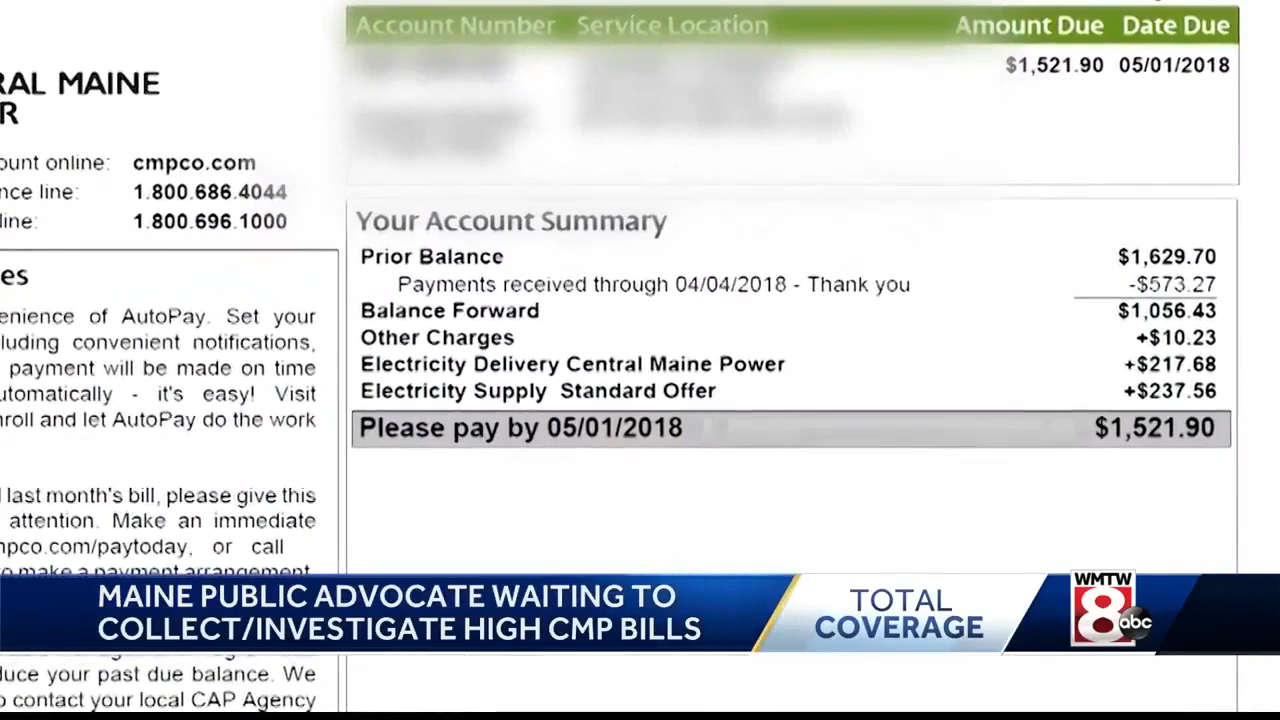 Account Number Service Location Amount Due Date Due
$1,521.90 05/01/2018
RAL MAINE
R
ount online: cmpco.com
nce line: 1.800.686.4044
line: 1.800.696.1000
es
enience of AutoPay. Set your
luding convenient notifications,
payment will be made on time
utomatically - it's easy! Visit
nroll and let AutoPay do the work
last month's bill, please give this
attention. Make an immediate
mpco.com/paytoday, or call
to make a payment arrangement.
duce your past due balance. We
o contact your local CAP Agency
Your Account Summary
Prior Balance $1,629.70
Payments received through 04/04/2018 - Thank you -$573.27
Balance Forward $1,056.43
Other Charges +$10.23
Electricity Delivery Central Maine Power +$217.68
Electricity Supply Standard Offer +$237.56
Please pay by 05/01/2018 $1,521.90
MAINE PUBLIC ADVOCATE WAITING TO
COLLECT/INVESTIGATE HIGH CMP BILLS
TOTAL
COVERAGE
WMTW
8
abc